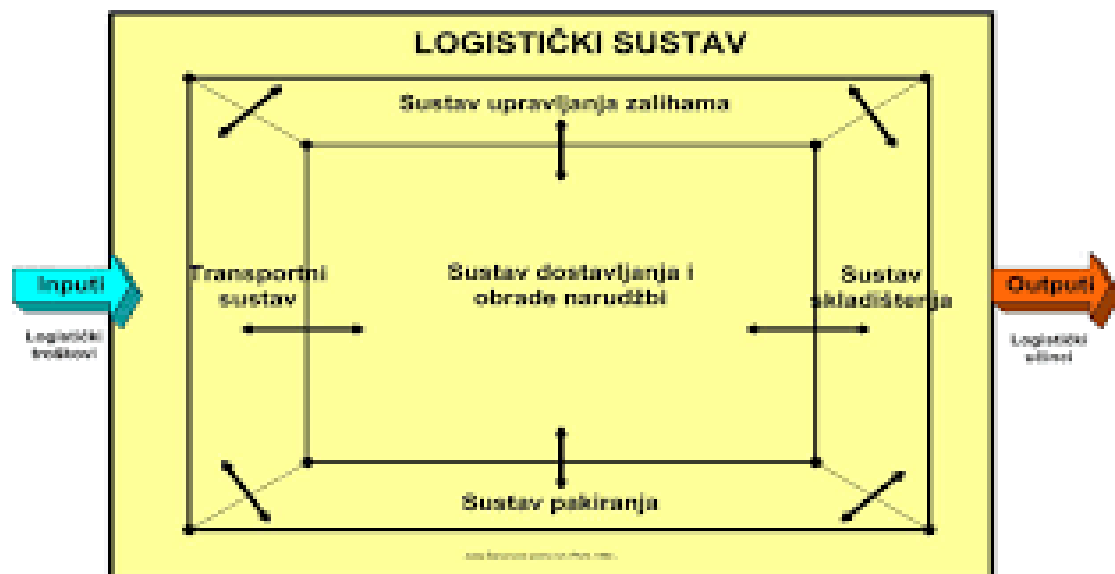 LOGISTIČKI SUSTAV
Sustav upravljanja zalihama
Inputi
Logistički
troškovi
Transportni
sustav
Sustav dostavljanja i
obrade narudžbi
Sustav
skladištenja
Outputi
Logistički
učinci
Sustav pakiranja